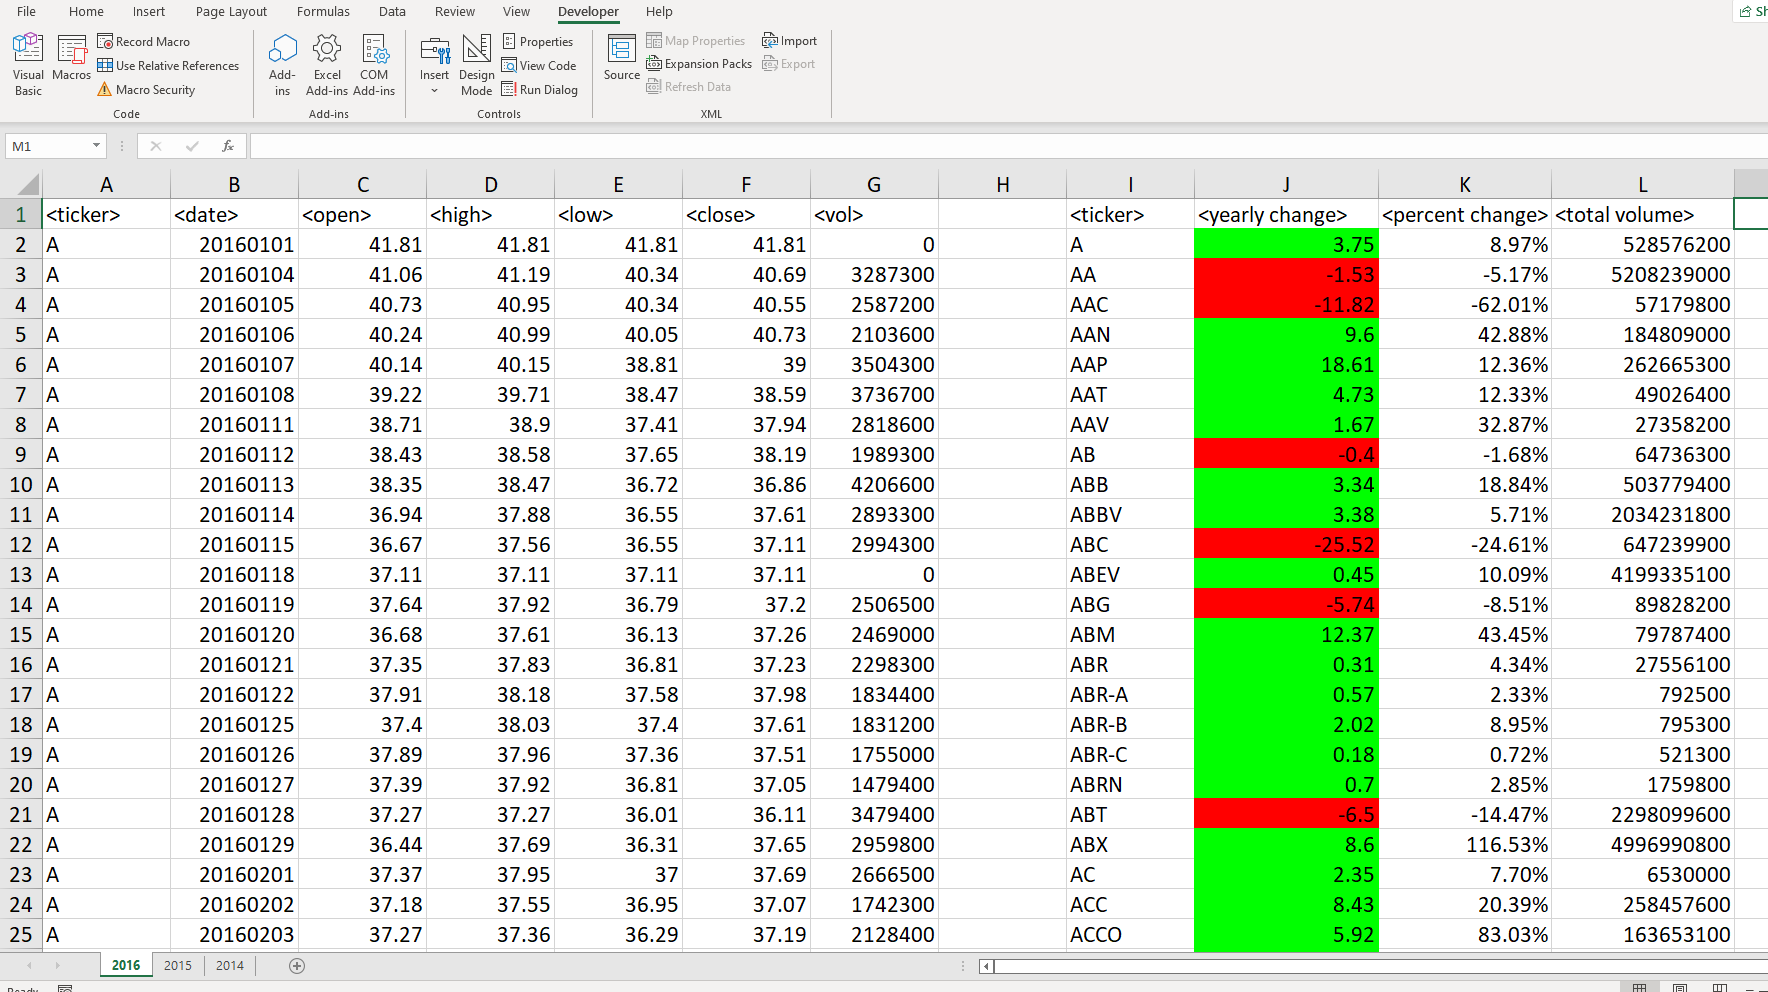 File Home Insert Page Layout Formulas Data Review View Developer Help
Visual Basic
Macros
Record Macro
Use Relative References
Macro Security
Code
Add-ins
Excel Add-ins
COM Add-ins
Add-ins
Insert
Design Mode
Properties
View Code
Run Dialog
Controls
Source
Map Properties
Expansion Packs
Refresh Data
Import
Export
XML
M1 fx
A B C D E F G H I J K L
1 <ticker> <date> <open> <high> <low> <close> <vol> <ticker> <yearly change> <percent change> <total volume>
2 A 20160101 41.81 41.81 41.81 41.81 0 A 3.75 8.97% 528576200
3 A 20160104 41.06 41.19 40.34 40.69 3287300 AA -1.53 -5.17% 5208239000
4 A 20160105 40.73 40.95 40.34 40.55 2587200 AAC -11.82 -62.01% 57179800
5 A 20160106 40.24 40.99 40.05 40.73 2103600 AAN 9.6 42.88% 184809000
6 A 20160107 40.14 40.15 38.81 39 3504300 AAP 18.61 12.36% 262665300
7 A 20160108 39.22 39.71 38.47 38.59 3736700 AAT 4.73 12.33% 49026400
8 A 20160111 38.71 38.9 37.41 37.94 2818600 AAV 1.67 32.87% 27358200
9 A 20160112 38.43 38.58 37.65 38.19 1989300 AB -0.4 -1.68% 64736300
10 A 20160113 38.35 38.47 36.72 36.86 4206600 ABB 3.34 18.84% 503779400
11 A 20160114 36.94 37.88 36.55 37.61 2893300 ABBV 3.38 5.71% 2034231800
12 A 20160115 36.67 37.56 36.55 37.11 2994300 ABC -25.52 -24.61% 647239900
13 A 20160118 37.11 37.11 37.11 37.11 0 ABEV 0.45 10.09% 4199335100
14 A 20160119 37.64 37.92 36.79 37.2 2506500 ABG -5.74 -8.51% 89828200
15 A 20160120 36.68 37.61 36.13 37.26 2469000 ABM 12.37 43.45% 79787400
16 A 20160121 37.35 37.83 36.81 37.23 2298300 ABR 0.31 4.34% 27556100
17 A 20160122 37.91 38.18 37.58 37.98 1834400 ABR-A 0.57 2.33% 792500
18 A 20160125 37.4 38.03 37.4 37.61 1831200 ABR-B 2.02 8.95% 795300
19 A 20160126 37.89 37.96 37.36 37.51 1755000 ABR-C 0.18 0.72% 521300
20 A 20160127 37.39 37.92 36.81 37.05 1479400 ABRN 0.7 2.85% 1759800
21 A 20160128 37.27 37.27 36.01 36.11 3479400 ABT -6.5 -14.47% 2298099600
22 A 20160129 36.44 37.69 36.31 37.65 2959800 ABX 8.6 116.53% 4996990800
23 A 20160201 37.37 37.95 37 37.69 2666500 AC 2.35 7.70% 6530000
24 A 20160202 37.18 37.55 36.95 37.07 1742300 ACC 8.43 20.39% 258457600
25 A 20160203 37.27 37.36 36.29 37.19 2128400 ACCO 5.92 83.03% 163653100
2016 2015 2014